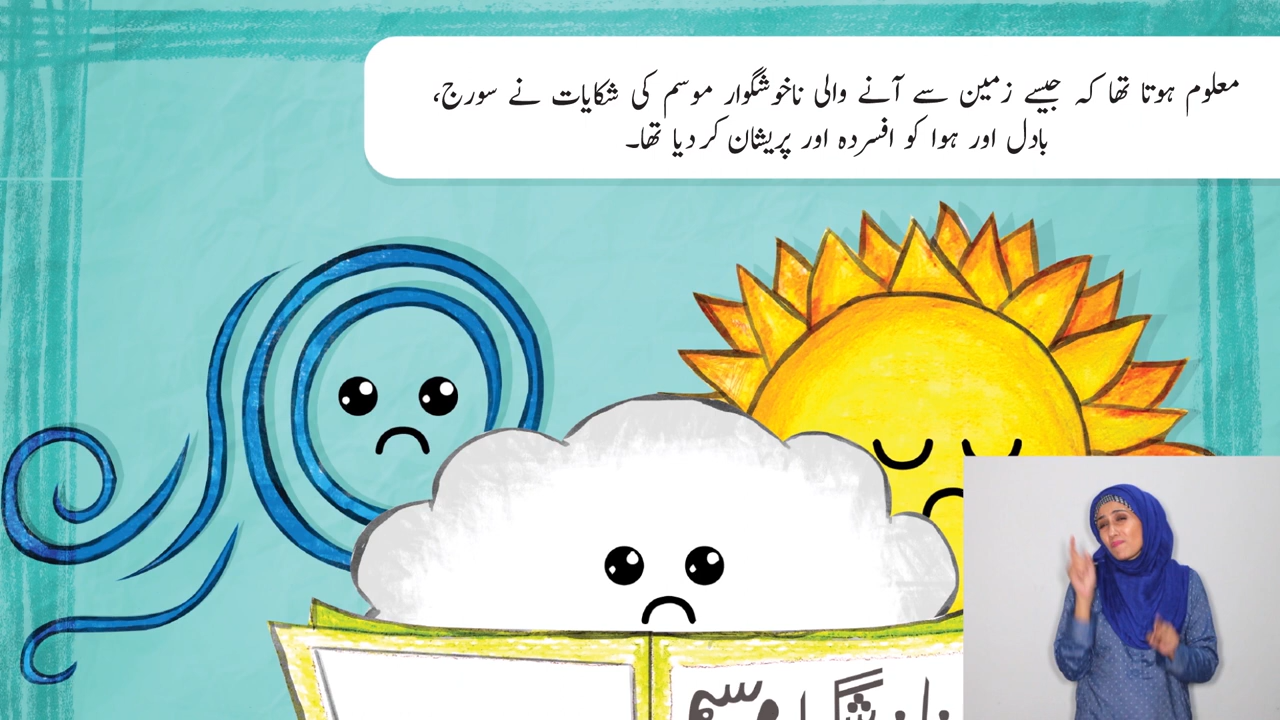 معلوم ہوتا تھا کہ جیسے زمین سے آنے والی ناخوشگوار موسم کی شکایات نے سورج،
بادل اور ہوا کو افسردہ اور پریشان کر دیا تھا۔